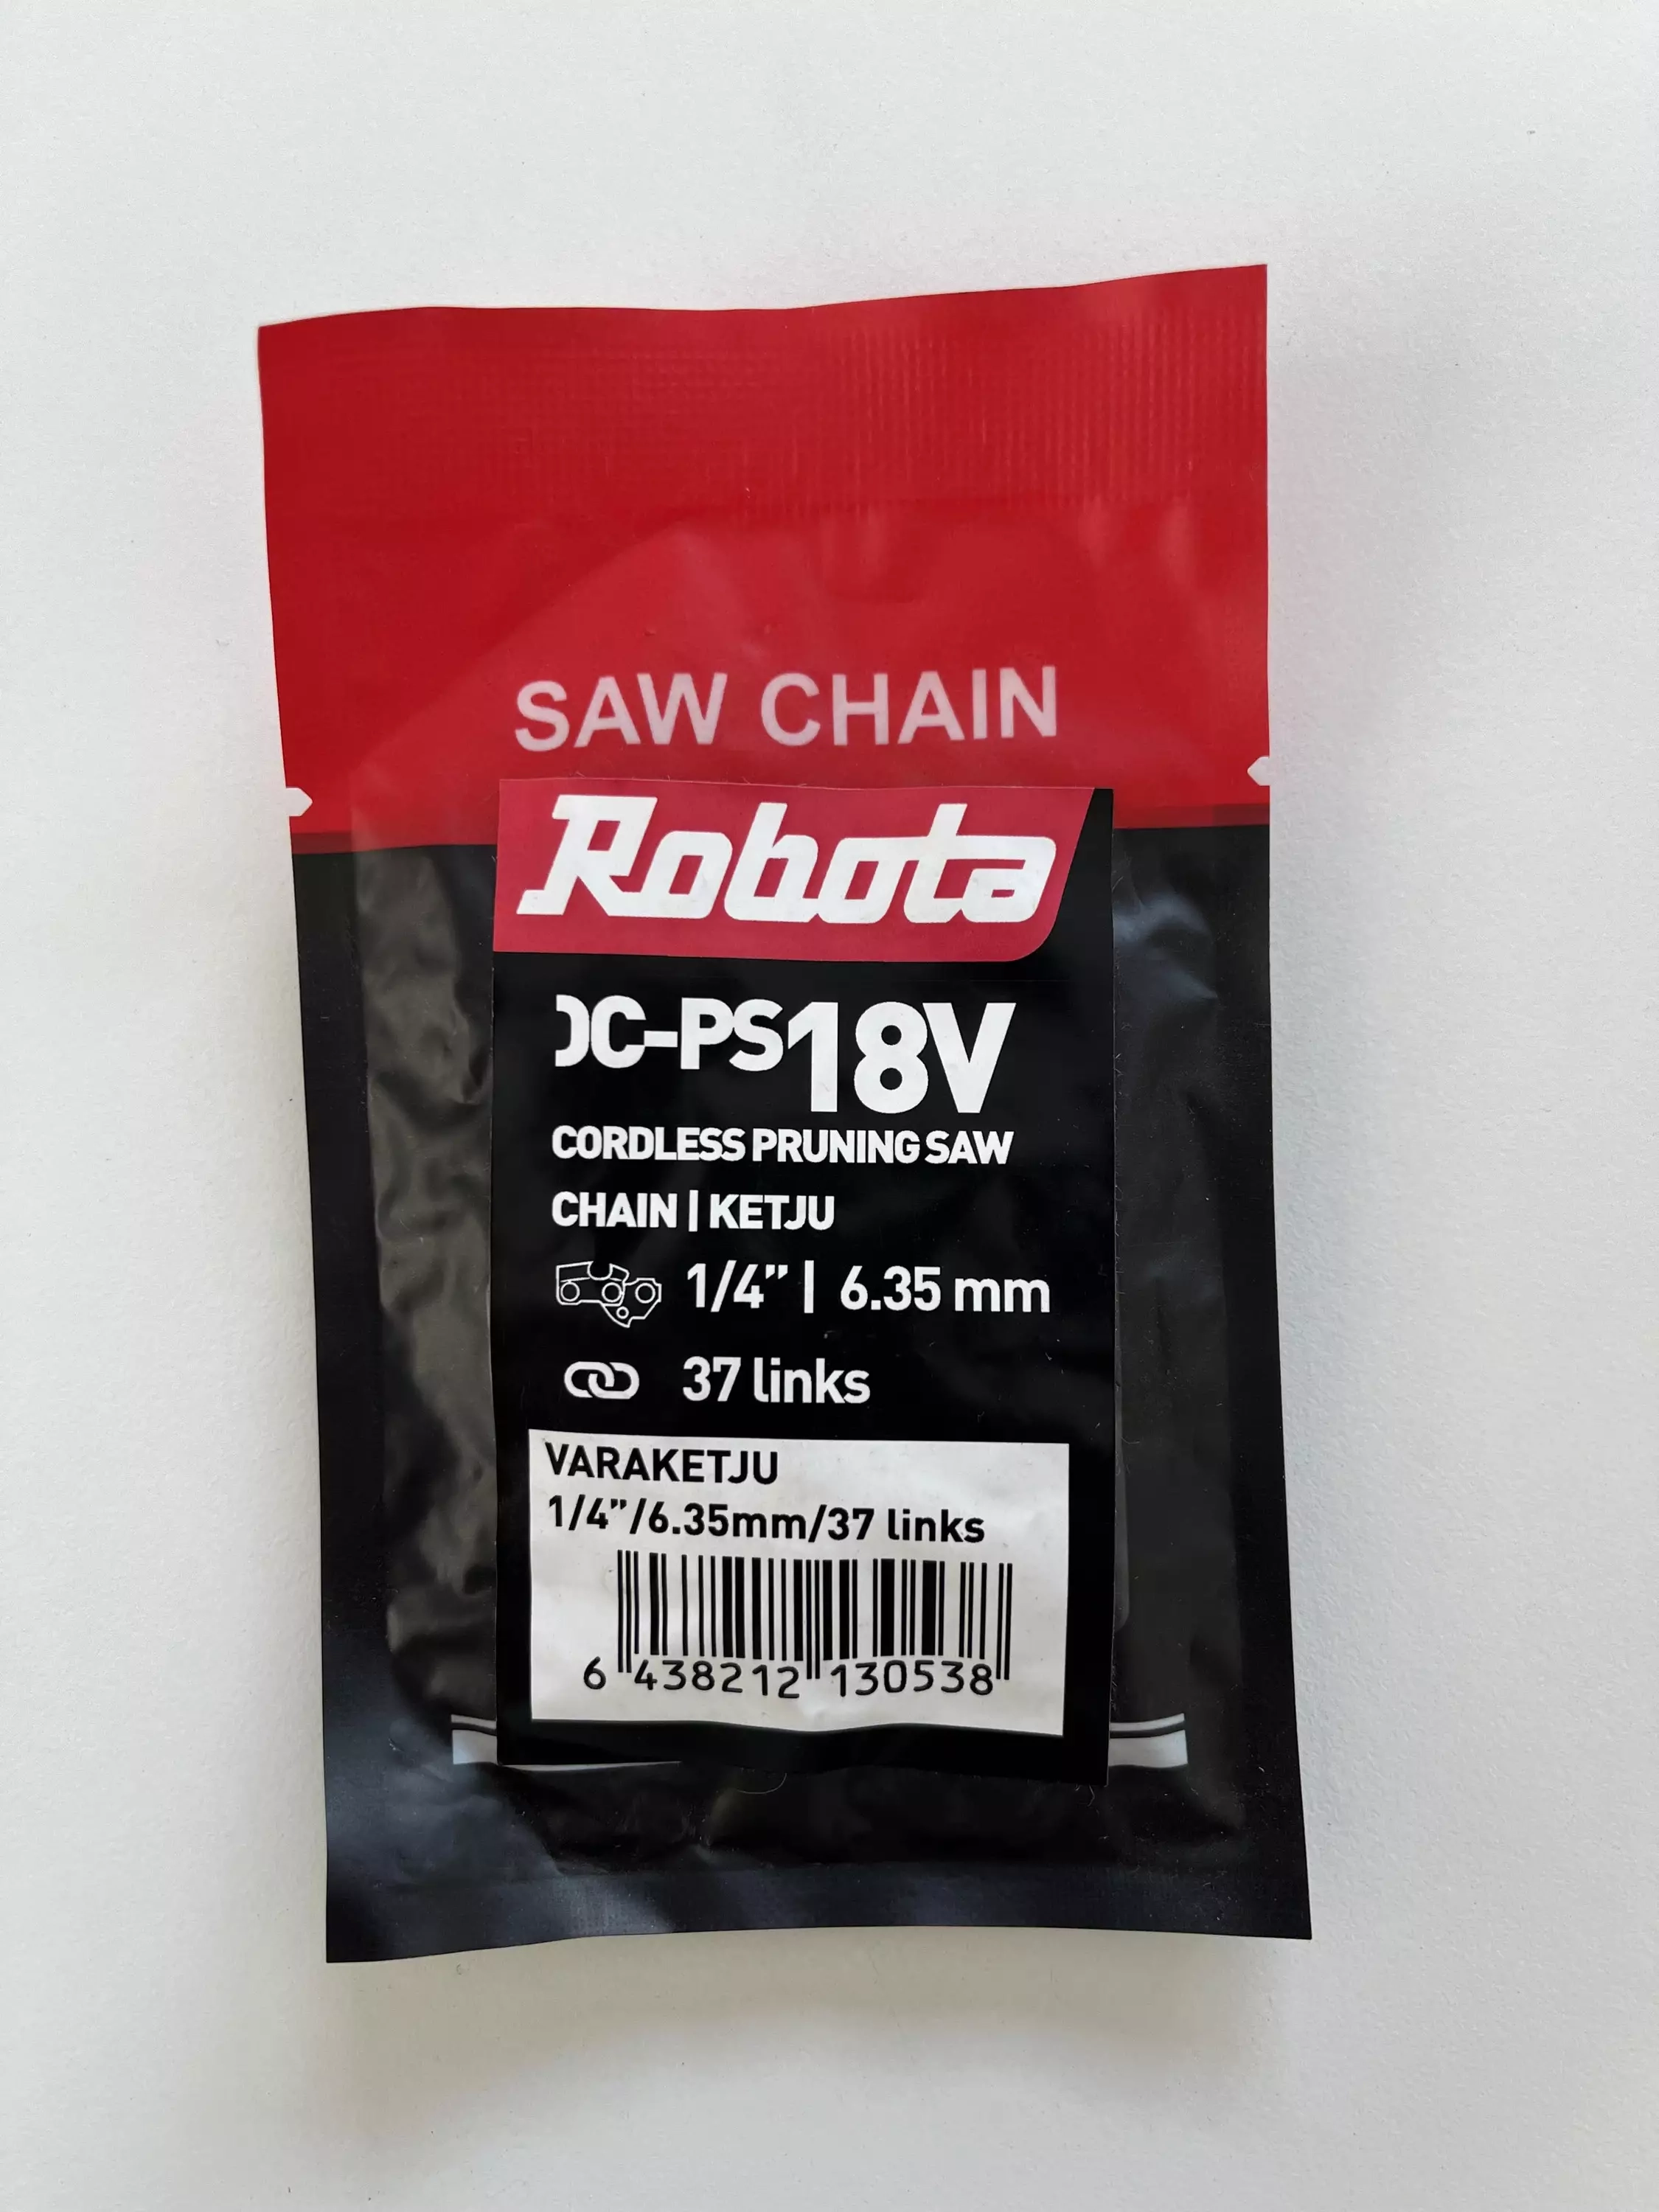 SAW CHAIN
Robota
DC-PS18V
CORDLESS PRUNING SAW
CHAIN | KETJU
1/4” | 6.35 mm
37 links
VARAKETJU
1/4”/6.35mm/37 links
6 438212 130538